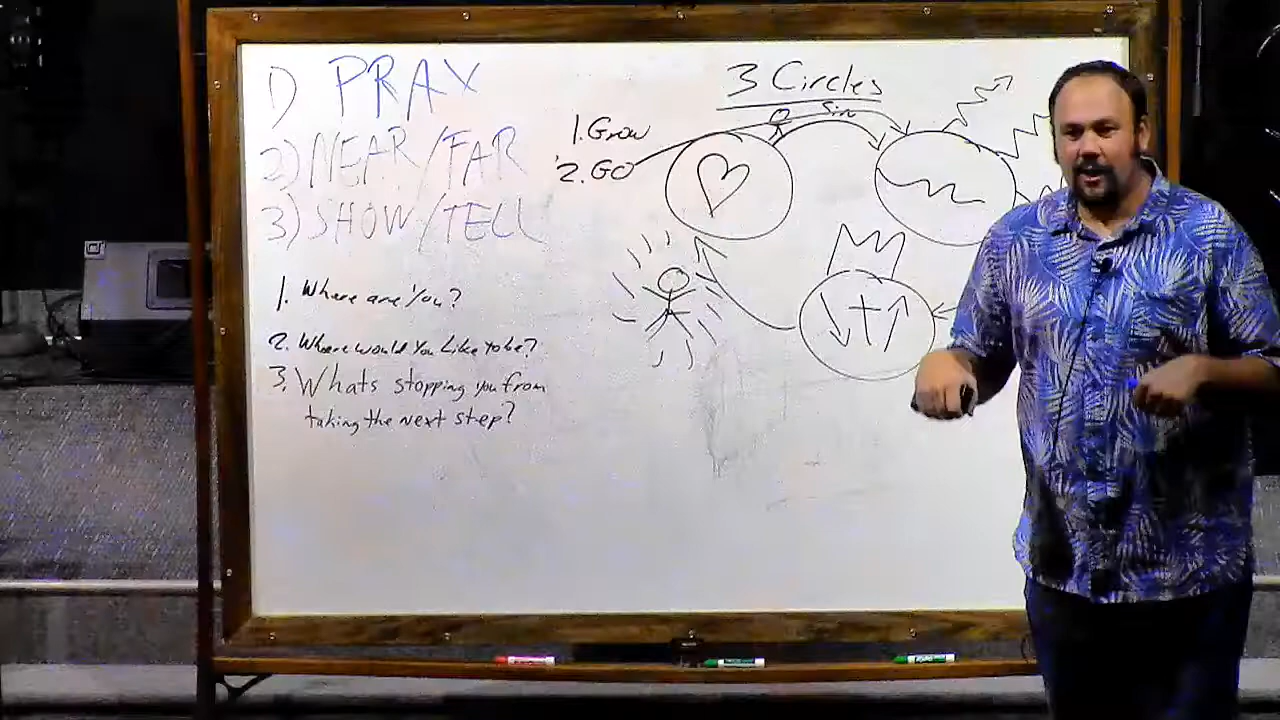 1) PRAY
2) NEAR/FAR
3) SHOW/TELL
1. Where are You?
2. Where would You Like to be?
3. Whats stopping you from
taking the next step?
3 Circles
Sin
1. Grow
2. GO